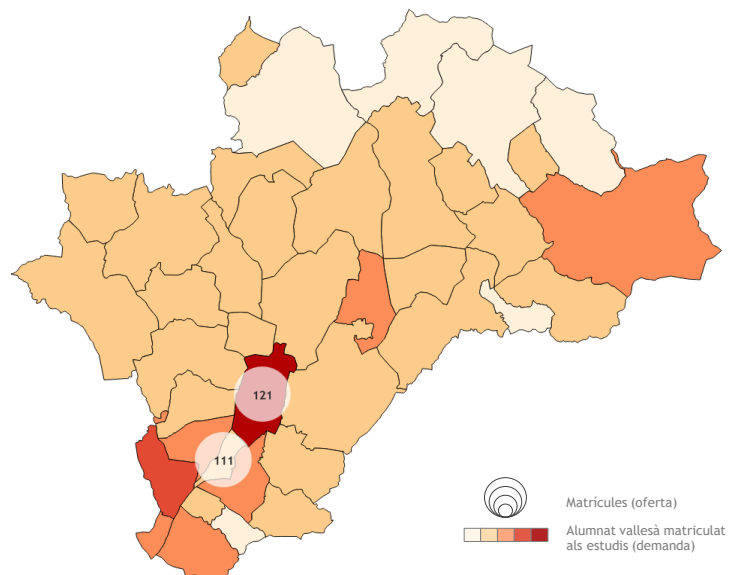 121
111
Matrícules (oferta)
Alumnat vallesà matriculat
als estudis (demanda)